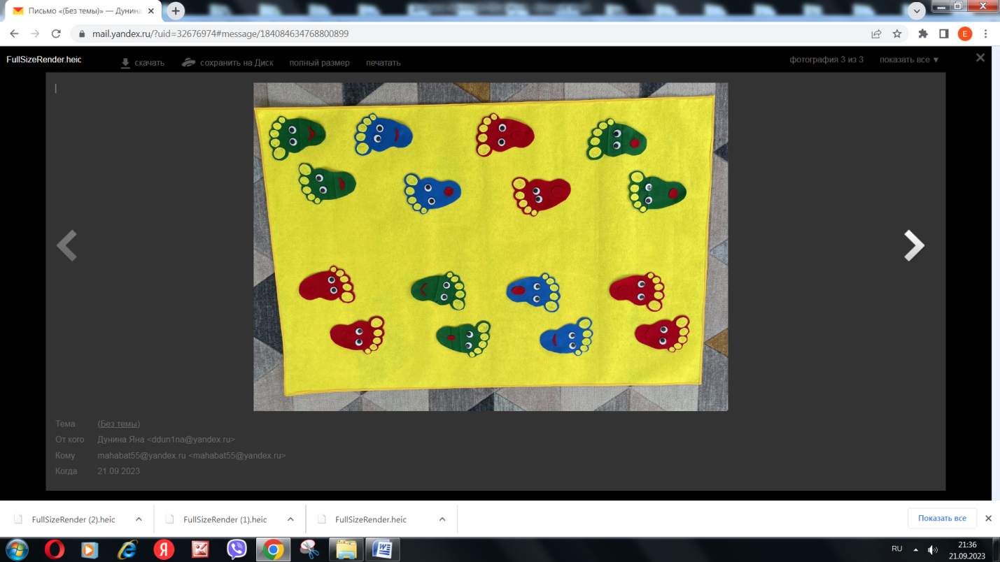 Письмо «(Без темы)» — Дунина
mail.yandex.ru/?uid=32676974#message/184084634768800899
E
FullSizeRender.heic
скачать
сохранить на Диск
полный размер
печатать
фотография 3 из 3
показать все ▼
Тема (Без темы)
От кого Дунина Яна <ddun1na@yandex.ru>
Кому mahabat55@yandex.ru <mahabat55@yandex.ru>
Когда 21.09.2023
FullSizeRender (2).heic
FullSizeRender (1).heic
FullSizeRender.heic
Показать все
Я
RU
21:36
21.09.2023